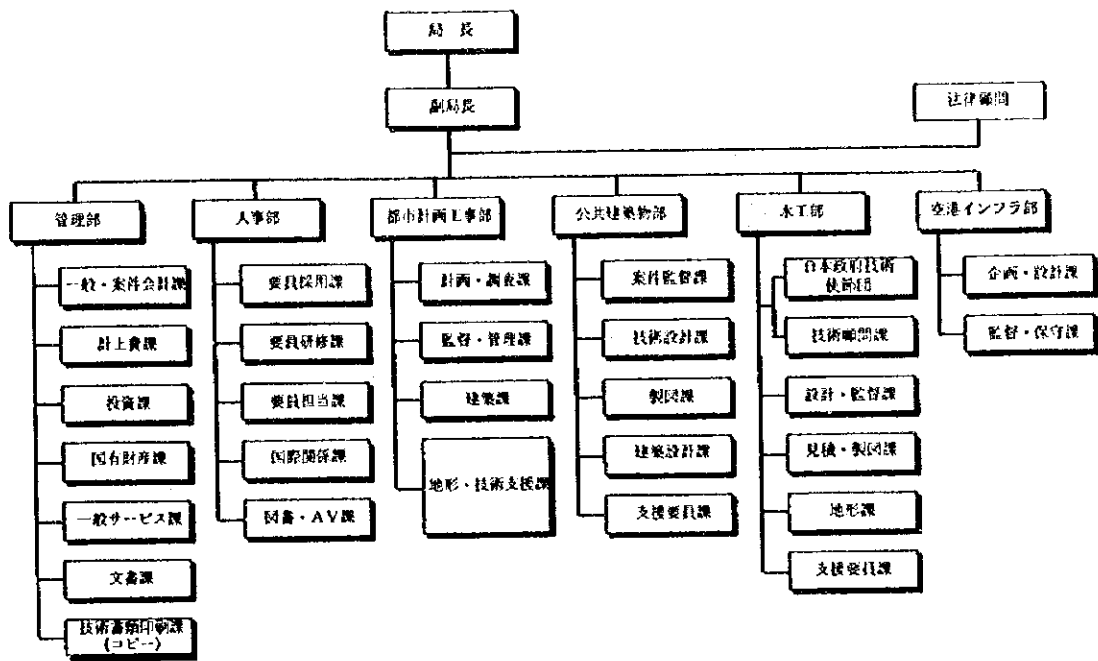 局長
副局長
法律顧問
管理部
人事部
都市計画工事部
公共建築物部
水工部
空港インフラ部
一般・案件会計課
計上費課
投資課
国有財産課
一般サービス課
文書課
技術書類印刷課
(コピー)
要員採用課
要員研修課
要員担当課
国際関係課
図書・AV課
計画・調査課
監督・管理課
建築課
地形・技術支援課
案件監督課
技術設計課
製図課
建築設計課
支援要員課
日本政府技術
使節団
技術顧問課
設計・監督課
見積・製図課
地形課
支援要員課
企画・設計課
監督・保守課